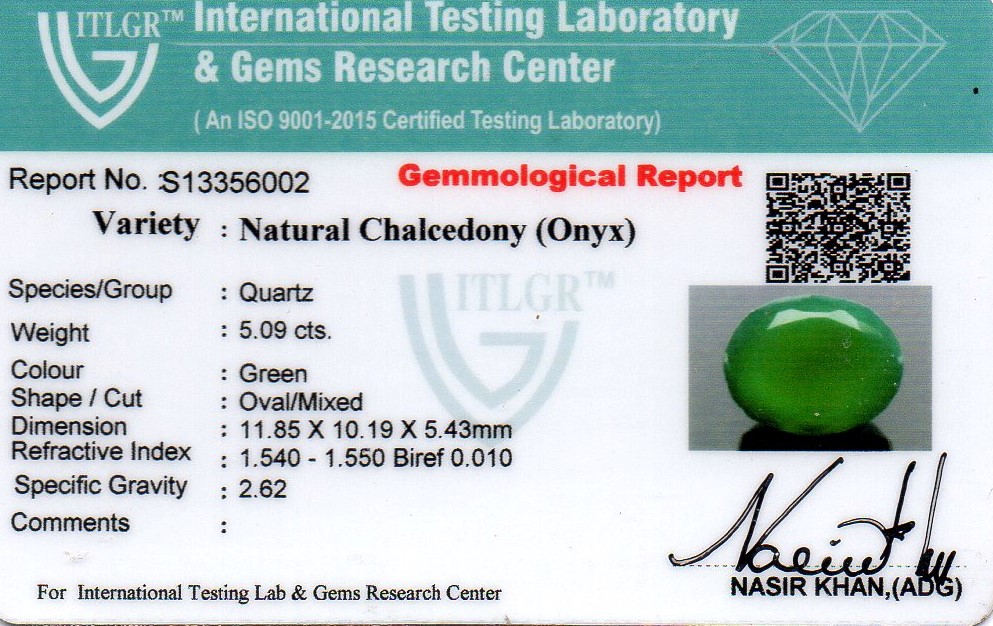 ITLGR™ International Testing Laboratory
& Gems Research Center
( An ISO 9001-2015 Certified Testing Laboratory)
Report No. :S13356002
Gemmological Report
Variety : Natural Chalcedony (Onyx)
ITLGR™
Species/Group : Quartz
Weight : 5.09 cts.
Colour : Green
Shape / Cut : Oval/Mixed
Dimension : 11.85 X 10.19 X 5.43mm
Refractive Index : 1.540 - 1.550 Biref 0.010
Specific Gravity : 2.62
Comments :
NASIR KHAN,(ADG)
For International Testing Lab & Gems Research Center